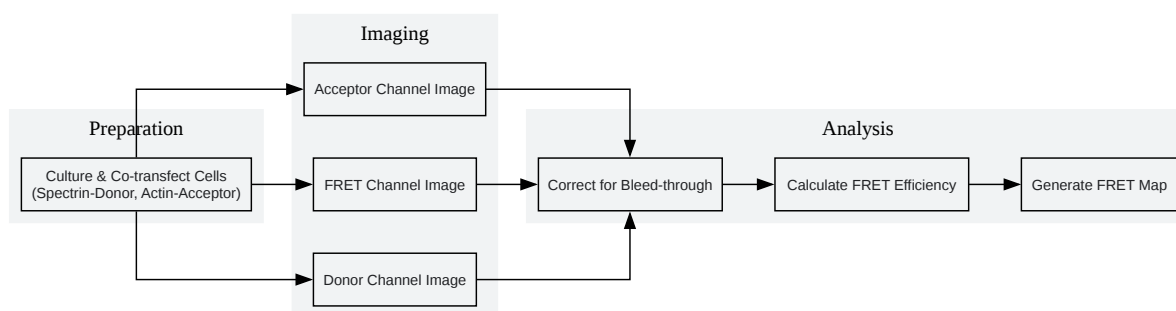 Imaging
Acceptor Channel Image
Preparation
Analysis
Culture & Co-transfect Cells
(Spectrin-Donor, Actin-Acceptor)
FRET Channel Image
Correct for Bleed-through
Calculate FRET Efficiency
Generate FRET Map
Donor Channel Image